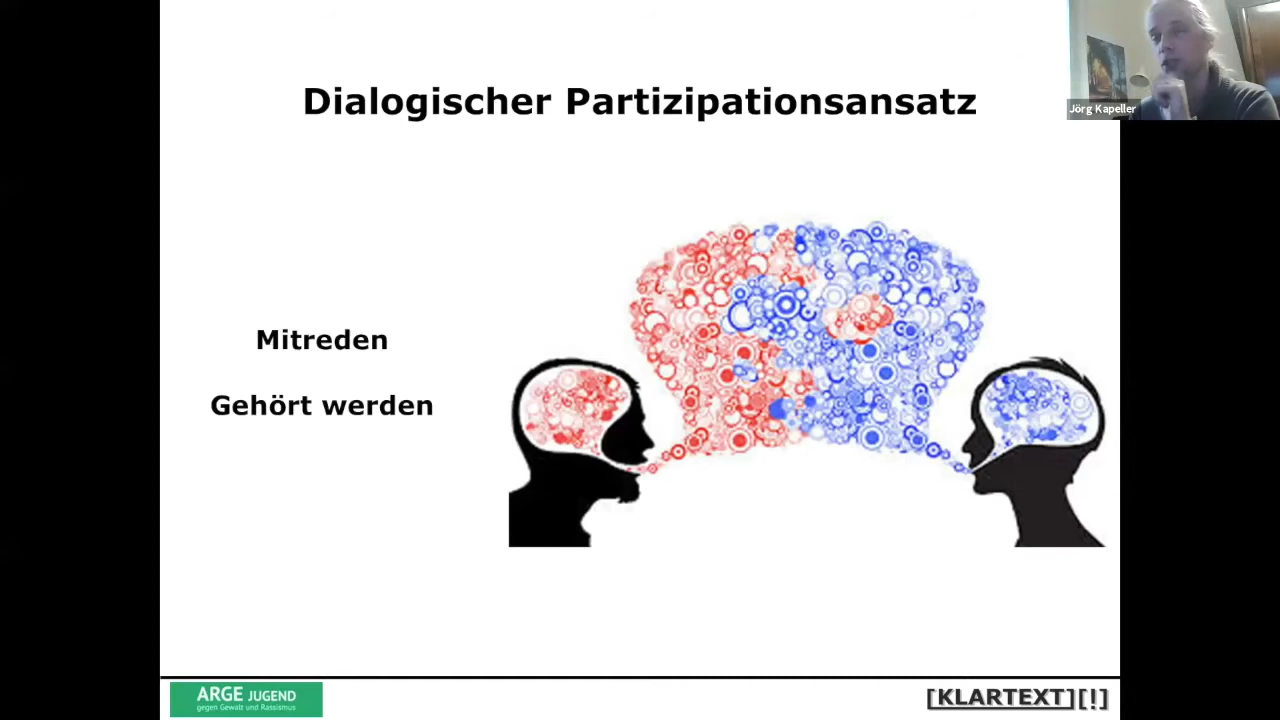 Dialogischer Partizipationsansatz
Jörg Kapeller
Mitreden
Gehört werden
ARGE JUGEND
gegen Gewalt und Rassismus
[KLARTEXT][!]